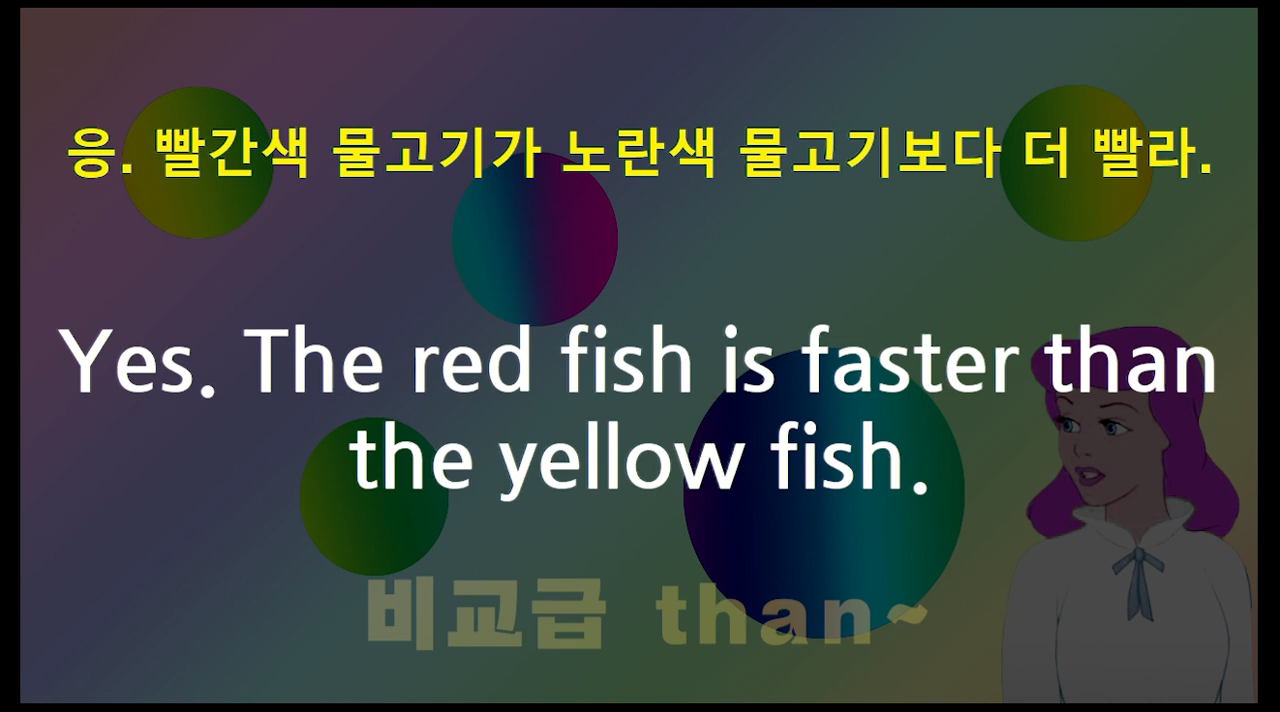 응. 빨간색 물고기가 노란색 물고기보다 더 빨라.
Yes. The red fish is faster than
the yellow fish.
비교급 than~